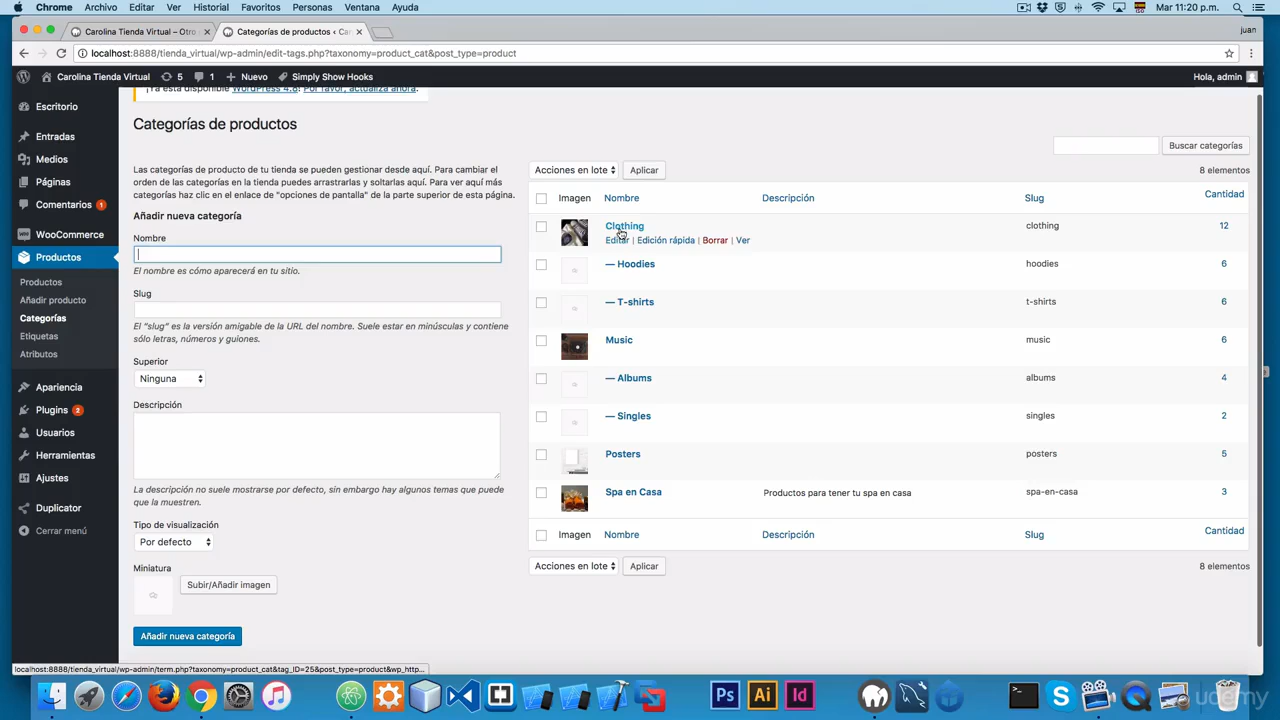 Chrome Archivo Editar Ver Historial Favoritos Personas Ventana Ayuda Mar 11:20 p.m.
Carolina Tienda Virtual – Otro Categorías de productos ‹ Car juan
localhost:8888/tienda_virtual/wp-admin/edit-tags.php?taxonomy=product_cat&post_type=product
Carolina Tienda Virtual 5 1 Nuevo Simply Show Hooks Hola, admin
¡Ya está disponible WordPress 4.8! Por favor, actualiza ahora.
Escritorio
Entradas
Medios
Páginas
Comentarios 1
WooCommerce
Productos
Productos
Añadir producto
Categorías
Etiquetas
Atributos
Apariencia
Plugins 2
Usuarios
Herramientas
Ajustes
Duplicator
Cerrar menú
Categorías de productos
Las categorías de producto de tu tienda se pueden gestionar desde aquí. Para cambiar el
orden de las categorías en la tienda puedes arrastrarlas y soltarlas aquí. Para ver aquí más
categorías haz clic en el enlace de "opciones de pantalla" de la parte superior de esta página.
Añadir nueva categoría
Nombre
El nombre es cómo aparecerá en tu sitio.
Slug
El “slug” es la versión amigable de la URL del nombre. Suele estar en minúsculas y contiene
sólo letras, números y guiones.
Superior
Ninguna
Descripción
La descripción no suele mostrarse por defecto, sin embargo hay algunos temas que puede
que la muestren.
Tipo de visualización
Por defecto
Miniatura
Subir/Añadir imagen
Añadir nueva categoría
Buscar categorías
Acciones en lote Aplicar 8 elementos
Imagen Nombre Descripción Slug Cantidad
Clothing clothing 12
Editar | Edición rápida | Borrar | Ver
— Hoodies hoodies 6
— T-shirts t-shirts 6
Music music 6
— Albums albums 4
— Singles singles 2
Posters posters 5
Spa en Casa Productos para tener tu spa en casa spa-en-casa 3
Imagen Nombre Descripción Slug Cantidad
Acciones en lote Aplicar 8 elementos
localhost:8888/tienda_virtual/wp-admin/term.php?taxonomy=product_cat&tag_ID=25&post_type=product&wp_http...
Ps Ai Id
udemy